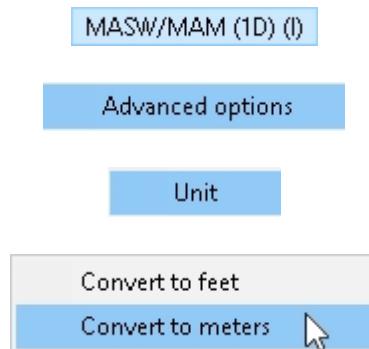 MASW/MAM (1D) (I)
Advanced options
Unit
Convert to feet
Convert to meters